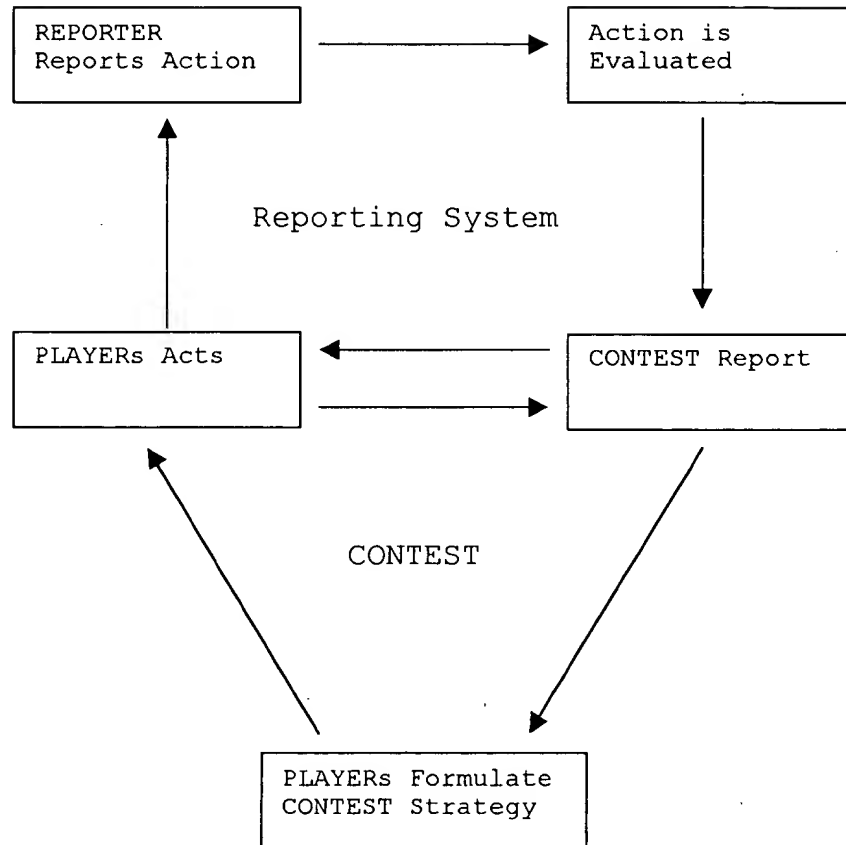 REPORTER
Reports Action
Action is
Evaluated
Reporting System
PLAYERs Acts
CONTEST Report
CONTEST
PLAYERs Formulate
CONTEST Strategy